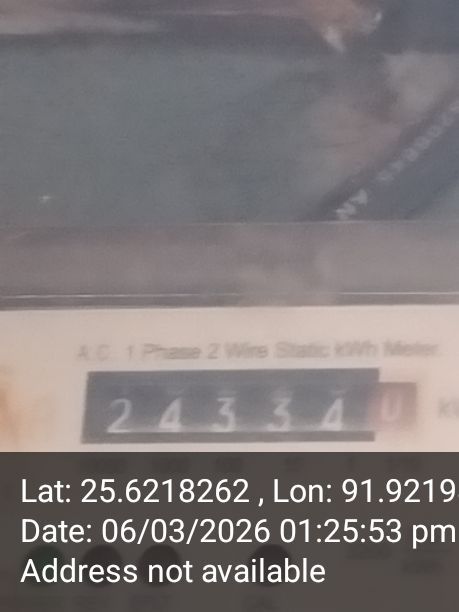 A.C. 1 Phase 2 Wire Static kWh Meter
24334 0
Lat: 25.6218262 , Lon: 91.9219
Date: 06/03/2026 01:25:53 pm
Address not available